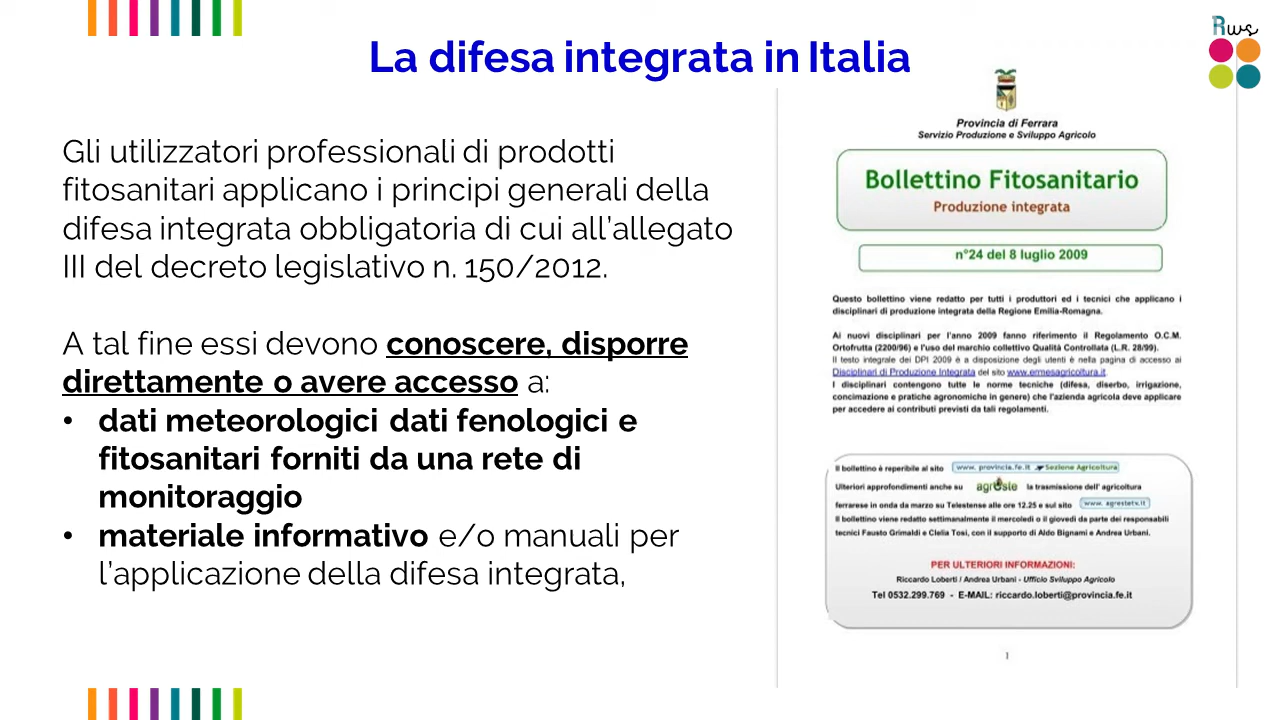 La difesa integrata in Italia
Rws
Gli utilizzatori professionali di prodotti
fitosanitari applicano i principi generali della
difesa integrata obbligatoria di cui all’allegato
III del decreto legislativo n. 150/2012.
A tal fine essi devono conoscere, disporre
direttamente o avere accesso a:
• dati meteorologici dati fenologici e
fitosanitari forniti da una rete di
monitoraggio
• materiale informativo e/o manuali per
l’applicazione della difesa integrata,
Provincia di Ferrara
Servizio Produzione e Sviluppo Agricolo
Bollettino Fitosanitario
Produzione integrata
n°24 del 8 luglio 2009
Questo bollettino viene redatto per tutti i produttori ed i tecnici che applicano i
disciplinari di produzione integrata della Regione Emilia-Romagna.
Ai nuovi disciplinari per l'anno 2009 fanno riferimento il Regolamento O.C.M.
Ortofrutta (2200/96) e l'uso del marchio collettivo Qualità Controllata (L.R. 28/99).
Il testo integrale dei DPI 2009 è a disposizione degli utenti è nella pagina di accesso ai
Disciplinari di Produzione Integrata del sito www.ermesagricoltura.it.
I disciplinari contengono tutte le norme tecniche (difesa, diserbo, irrigazione,
concimazione e pratiche agronomiche in genere) che l'azienda agricola deve applicare
per accedere ai contributi previsti da tali regolamenti.
Il bollettino è reperibile al sito www. provincia.fe.it Sezione Agricoltura
Ulteriori approfondimenti anche su agreste la trasmissione dell' agricoltura
ferrarese in onda da marzo su Telestense alle ore 12.25 e sul sito www. agrestetv.it
Il bollettino viene redatto settimanalmente il mercoledì o il giovedì da parte dei responsabili
tecnici Fausto Grimaldi e Clelia Tosi, con il supporto di Aldo Bignami e Andrea Urbani.
PER ULTERIORI INFORMAZIONI:
Riccardo Loberti / Andrea Urbani - Ufficio Sviluppo Agricolo
Tel 0532.299.769 - E-MAIL: riccardo.loberti@provincia.fe.it
1